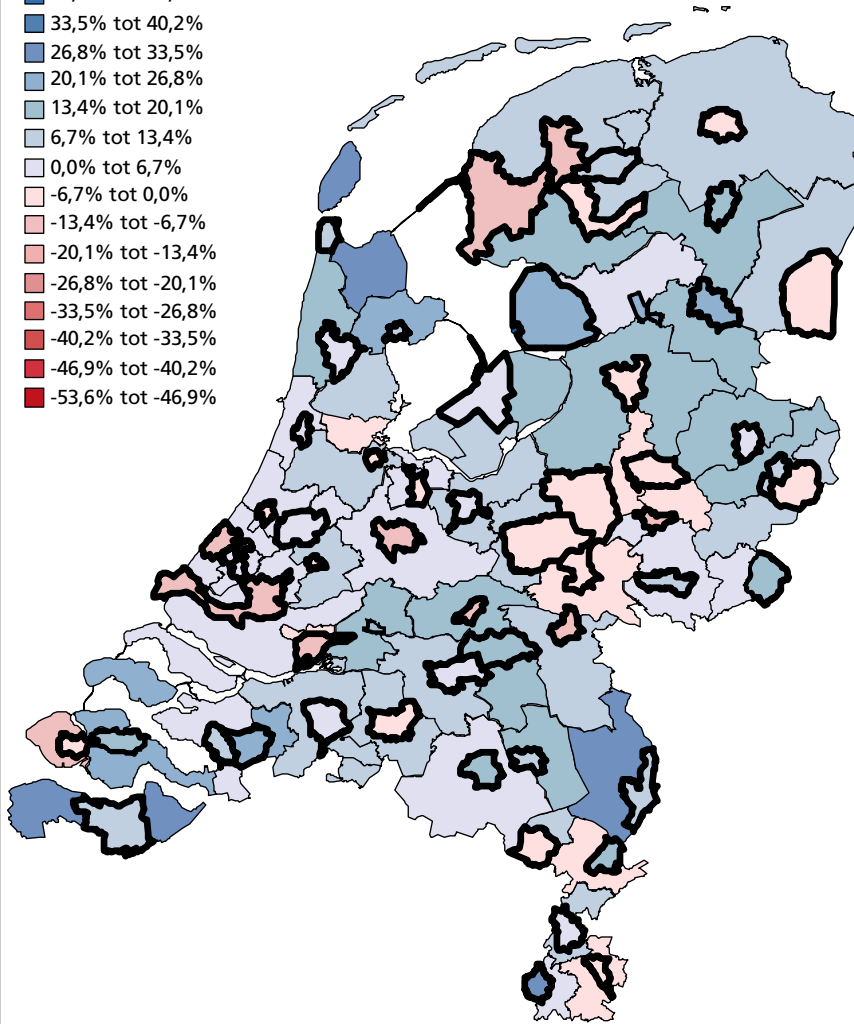 33,5% tot 40,2%
26,8% tot 33,5%
20,1% tot 26,8%
13,4% tot 20,1%
6,7% tot 13,4%
0,0% tot 6,7%
-6,7% tot 0,0%
-13,4% tot -6,7%
-20,1% tot -13,4%
-26,8% tot -20,1%
-33,5% tot -26,8%
-40,2% tot -33,5%
-46,9% tot -40,2%
-53,6% tot -46,9%